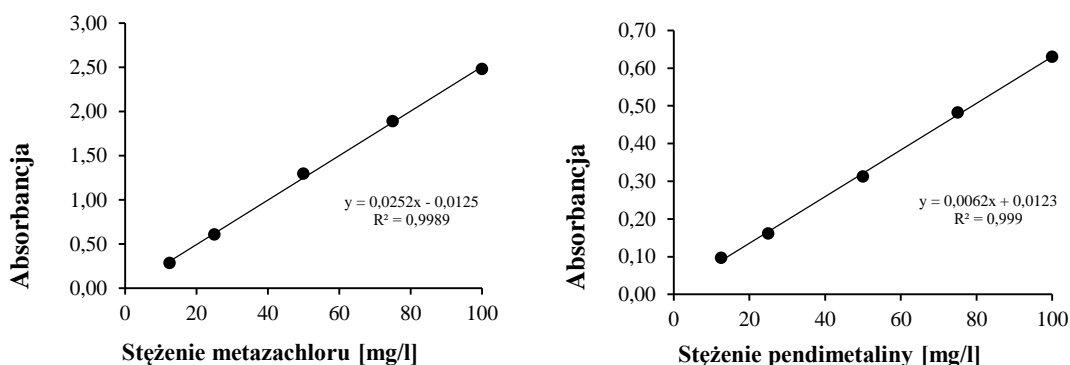 3,00
2,50
2,00
1,50
1,00
0,50
0,00
Absorbancja
y = 0,0252x - 0,0125
R² = 0,9989
0 20 40 60 80 100
Stężenie metazachloru [mg/l]
0,70
0,60
0,50
0,40
0,30
0,20
0,10
0,00
Absorbancja
y = 0,0062x + 0,0123
R² = 0,999
0 20 40 60 80 100
Stężenie pendimetaliny [mg/l]